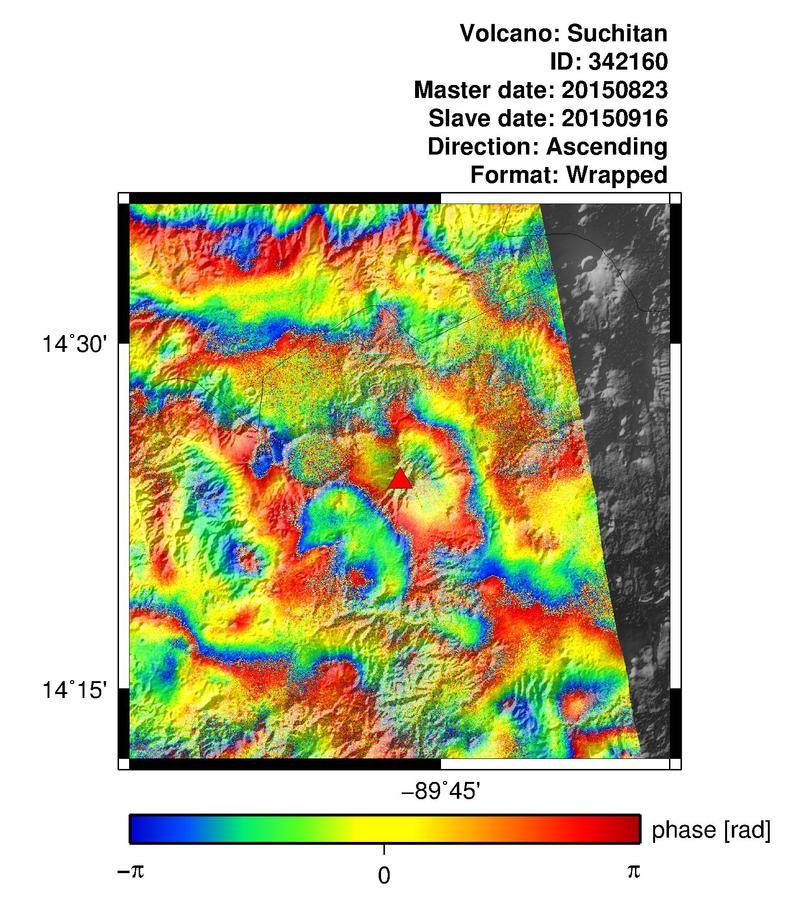 Volcano: Suchitan
ID: 342160
Master date: 20150823
Slave date: 20150916
Direction: Ascending
Format: Wrapped
14˚30'
14˚15'
−89˚45'
phase [rad]
−π 0 π